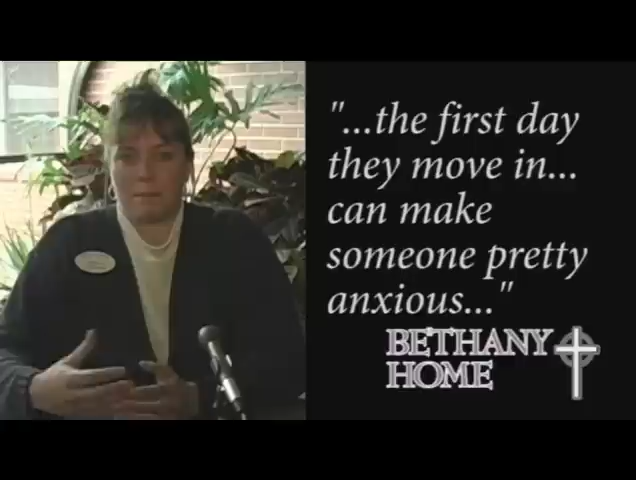 "...the first day
they move in...
can make
someone pretty
anxious..."
BETHANY
HOME